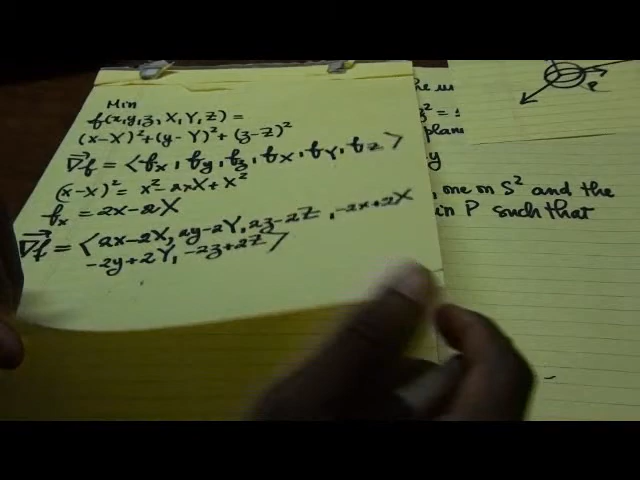 Min
f(x,y,z,X,Y,Z) =
(x-X)²+(y-Y)²+(z-Z)²
∇f = <fx, fy, fz, fX, fY, fZ>
(x-X)² = x²-2xX+X²
fx = 2x-2X
∇f = <2x-2X, 2y-2Y, 2z-2Z, -2x+2X
-2y+2Y, -2z+2Z>
plan
y
, one on S² and the
in P such that
P